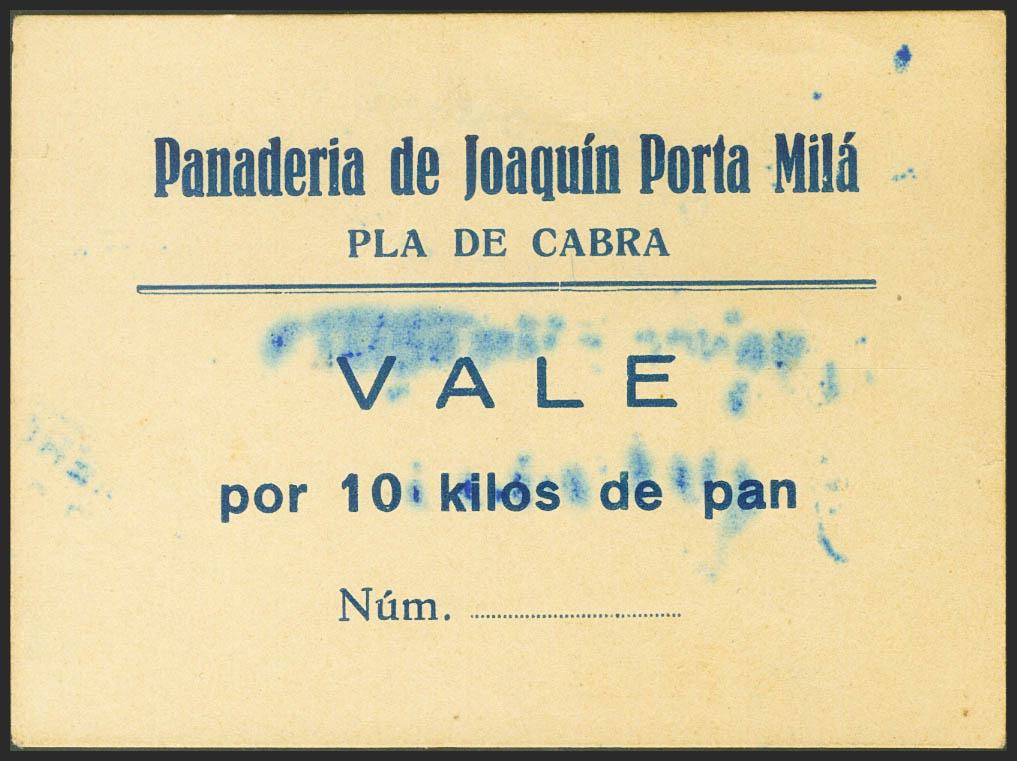 Panaderia de Joaquín Porta Milá
PLA DE CABRA
VALE
por 10 kilos de pan
Núm. ....................